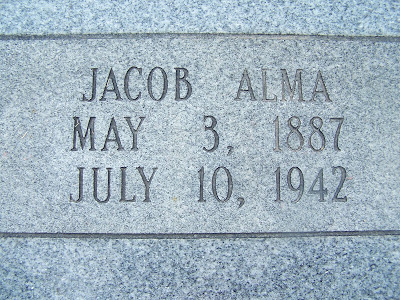 JACOB ALMA
MAY 3, 1887
JULY 10, 1942